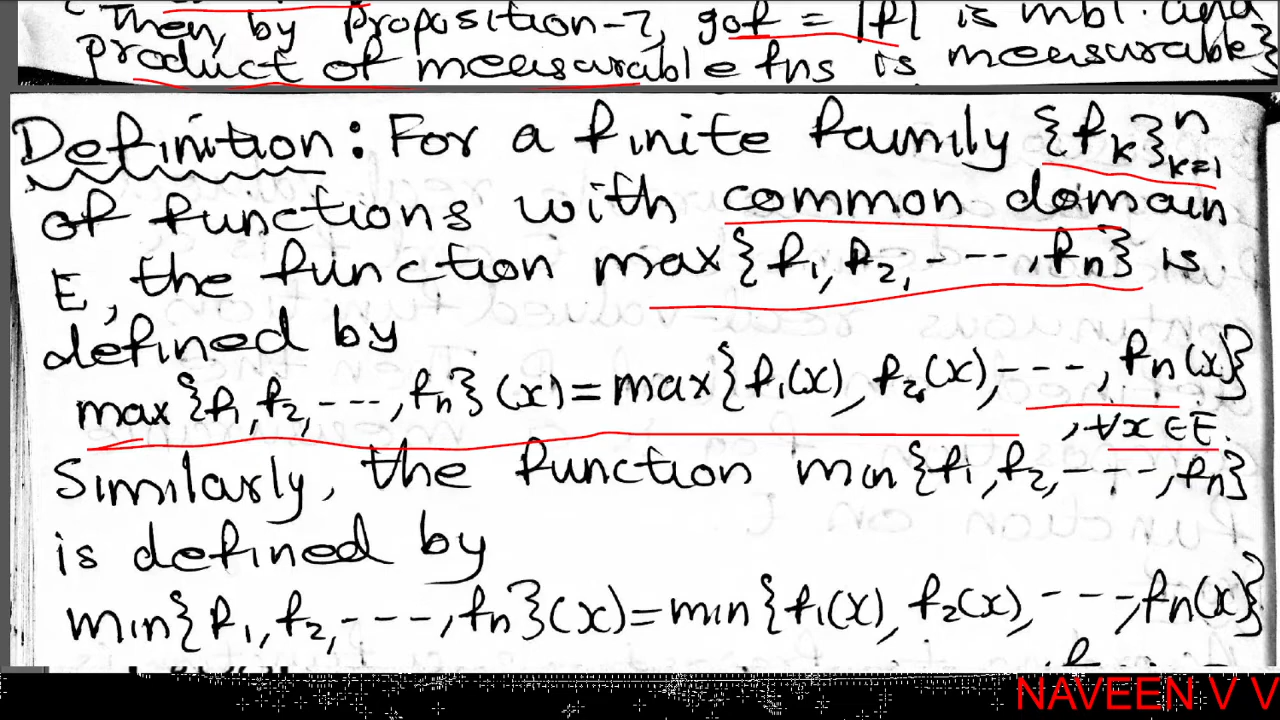 Then, by proposition-7, gof = |f| is mbl. and
product of measurable fns is measurable}
Definition: For a finite family {fₖ}ⁿₖ₌₁
of functions with common domain
E, the function max{f₁, f₂, ----, fₙ} is
defined by
max{f₁, f₂, ---, fₙ}(x) = max{f₁(x), f₂(x), ----, fₙ(x)}
, ∀x ∈ E.
Similarly, the function min{f₁, f₂, ----, fₙ}
is defined by
min{f₁, f₂, ----, fₙ}(x) = min{f₁(x), f₂(x), ----, fₙ(x)}
NAVEEN V V